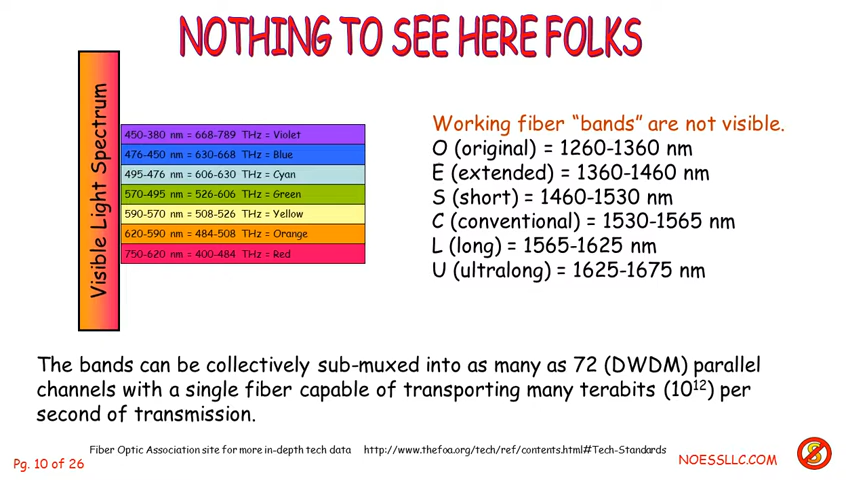 NOTHING TO SEE HERE FOLKS
Visible Light Spectrum
450-380 nm = 668-789 THz = Violet
476-450 nm = 630-668 THz = Blue
495-476 nm = 606-630 THz = Cyan
570-495 nm = 526-606 THz = Green
590-570 nm = 508-526 THz = Yellow
620-590 nm = 484-508 THz = Orange
750-620 nm = 400-484 THz = Red
Working fiber “bands” are not visible.
O (original) = 1260-1360 nm
E (extended) = 1360-1460 nm
S (short) = 1460-1530 nm
C (conventional) = 1530-1565 nm
L (long) = 1565-1625 nm
U (ultralong) = 1625-1675 nm
The bands can be collectively sub-muxed into as many as 72 (DWDM) parallel
channels with a single fiber capable of transporting many terabits (10¹²) per
second of transmission.
Fiber Optic Association site for more in-depth tech data http://www.thefoa.org/tech/ref/contents.html#Tech-Standards
Pg. 10 of 26
NOESSLLC.COM
S